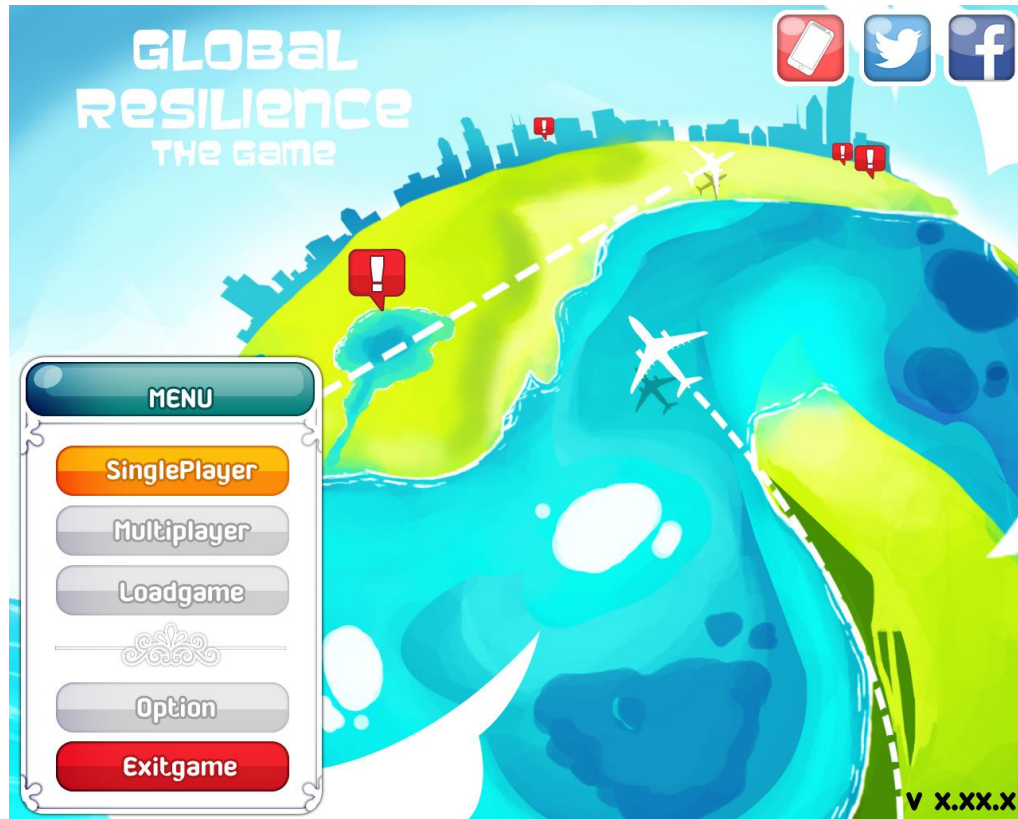 GLOBaL
ReSILIence
THe Game
!
!
!
!
MENU
SinglePlayer
Multiplayer
Loadgame
Option
Exitgame
v x.xx.x